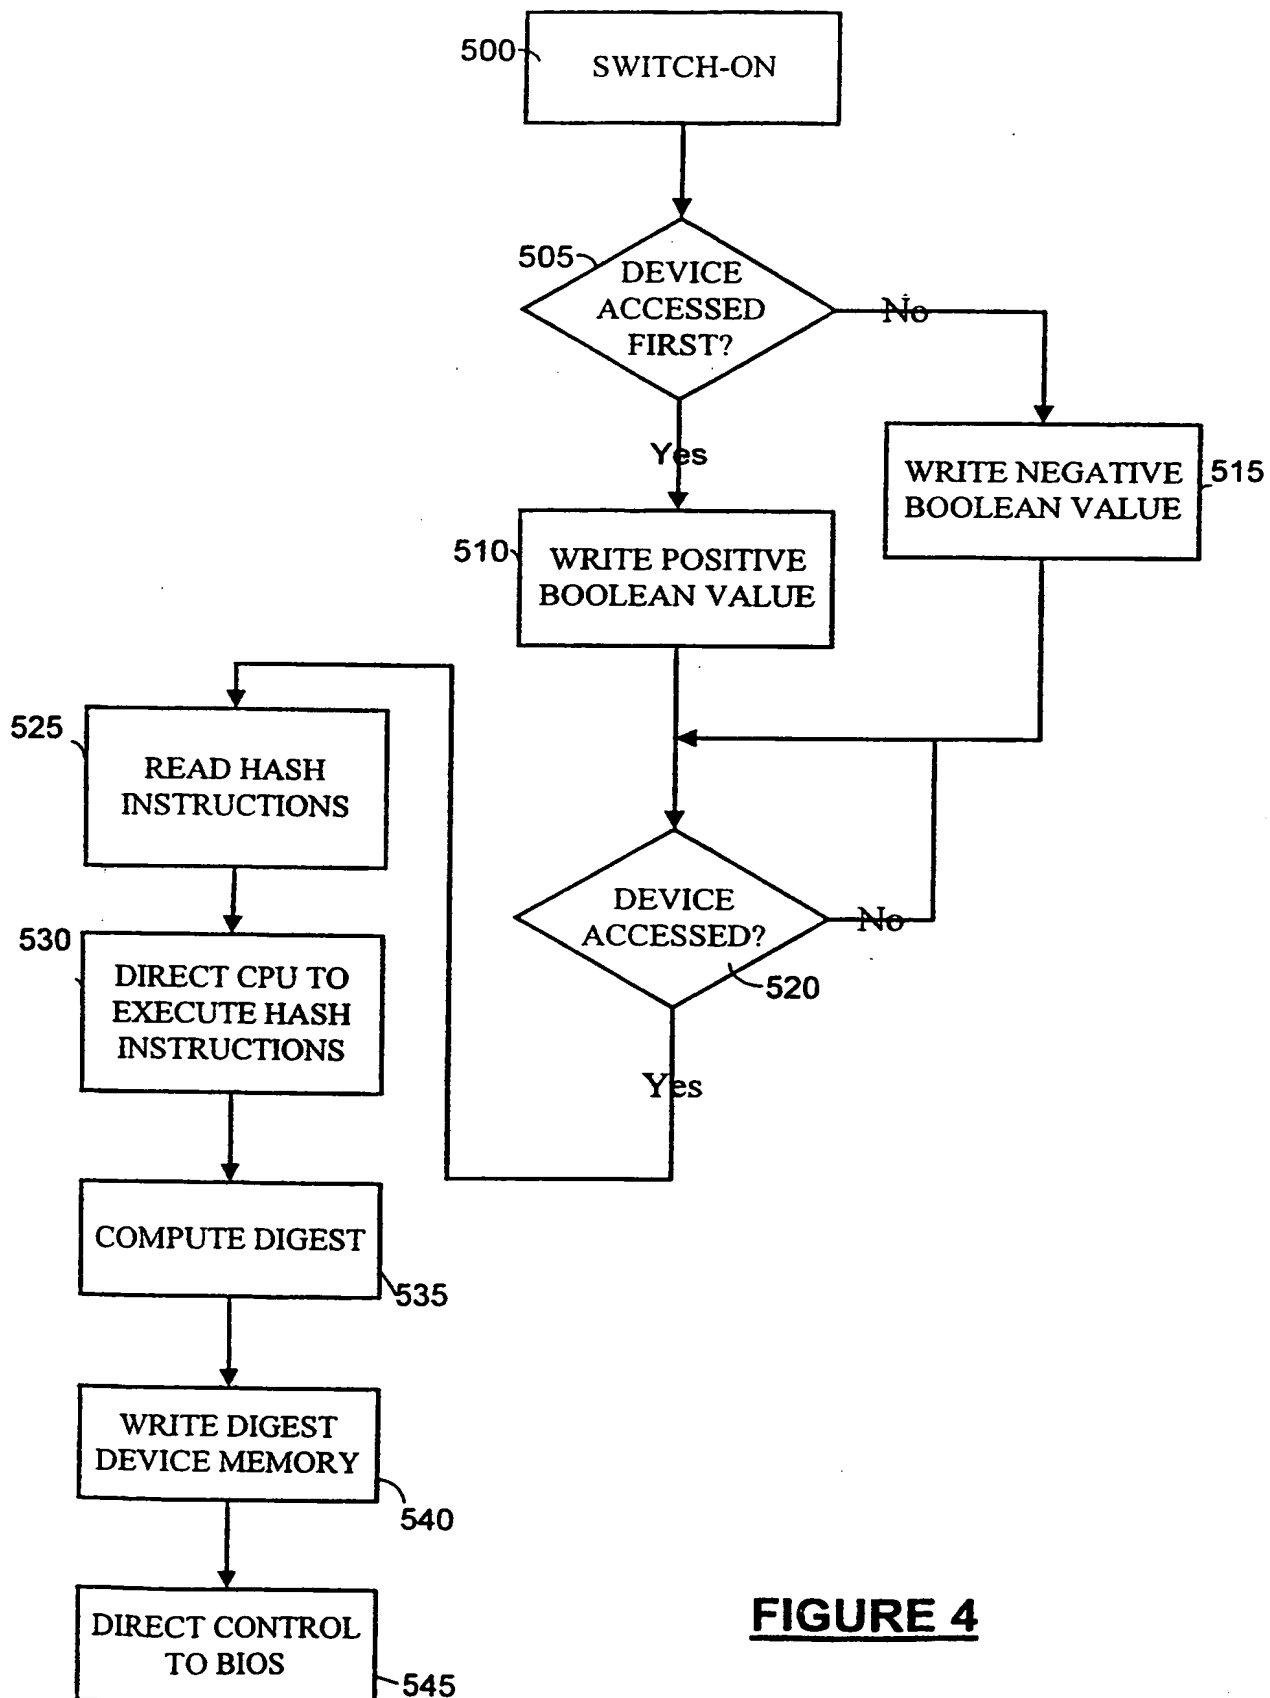 500
SWITCH-ON
505
DEVICE
ACCESSED
FIRST?
No
Yes
WRITE NEGATIVE
BOOLEAN VALUE
515
510
WRITE POSITIVE
BOOLEAN VALUE
525
READ HASH
INSTRUCTIONS
DEVICE
ACCESSED?
No
520
530
DIRECT CPU TO
EXECUTE HASH
INSTRUCTIONS
Yes
COMPUTE DIGEST
535
WRITE DIGEST
DEVICE MEMORY
540
DIRECT CONTROL
TO BIOS
545
FIGURE 4